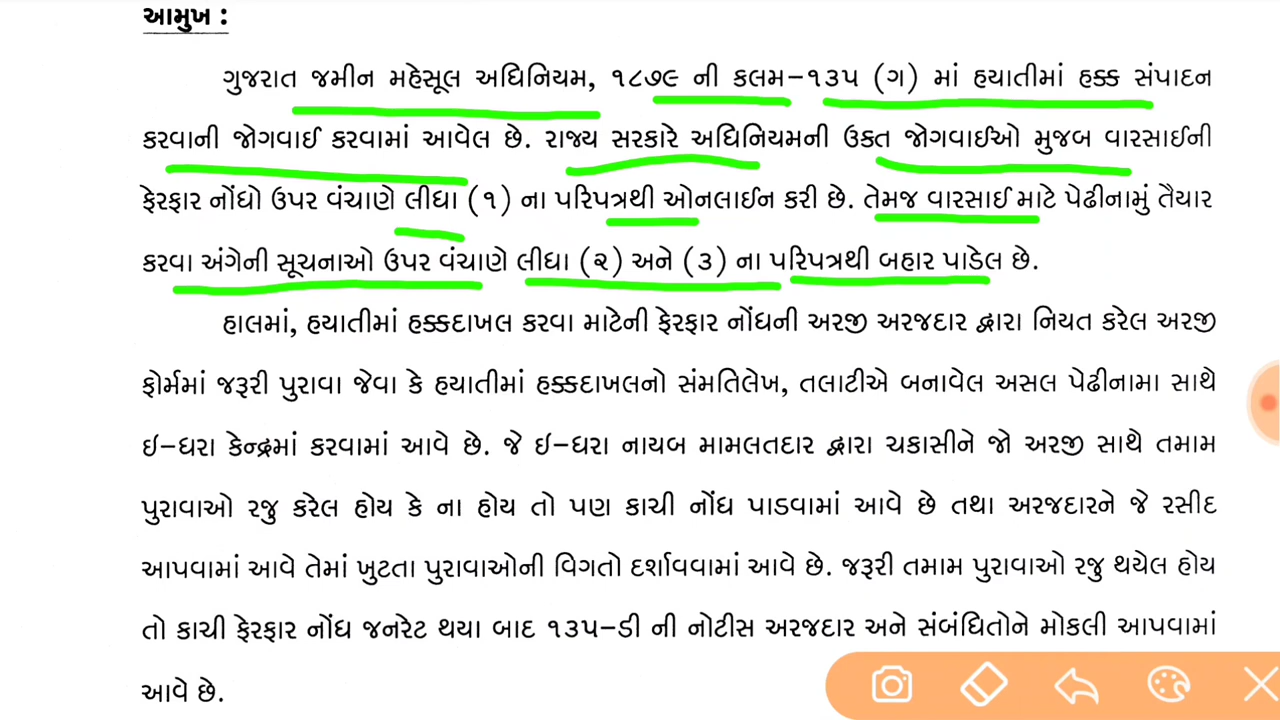 આમુખ :
ગુજરાત જમીન મહેસૂલ અધિનિયમ, ૧૮૭૯ ની કલમ–૧૩૫ (ગ) માં હયાતીમાં હક્ક સંપાદન
કરવાની જોગવાઈ કરવામાં આવેલ છે. રાજ્ય સરકારે અધિનિયમની ઉક્ત જોગવાઈઓ મુજબ વારસાઈની
ફેરફાર નોંધો ઉપર વંચાણે લીધા (૧) ના પરિપત્રથી ઓનલાઈન કરી છે. તેમજ વારસાઈ માટે પેઢીનામું તૈયાર
કરવા અંગેની સૂચનાઓ ઉપર વંચાણે લીધા (૨) અને (૩) ના પરિપત્રથી બહાર પાડેલ છે.
હાલમાં, હયાતીમાં હક્કદાખલ કરવા માટેની ફેરફાર નોંધની અરજી અરજદાર દ્વારા નિયત કરેલ અરજી
ફોર્મમાં જરૂરી પુરાવા જેવા કે હયાતીમાં હક્કદાખલનો સંમતિલેખ, તલાટીએ બનાવેલ અસલ પેઢીનામા સાથે
ઈ–ધરા કેન્દ્રમાં કરવામાં આવે છે. જે ઈ–ધરા નાયબ મામલતદાર દ્વારા ચકાસીને જો અરજી સાથે તમામ
પુરાવાઓ રજુ કરેલ હોય કે ના હોય તો પણ કાચી નોંધ પાડવામાં આવે છે તથા અરજદારને જે રસીદ
આપવામાં આવે તેમાં ખુટતા પુરાવાઓની વિગતો દર્શાવવામાં આવે છે. જરૂરી તમામ પુરાવાઓ રજુ થયેલ હોય
તો કાચી ફેરફાર નોંધ જનરેટ થયા બાદ ૧૩૫–ડી ની નોટીસ અરજદાર અને સંબંધિતોને મોકલી આપવામાં
આવે છે.